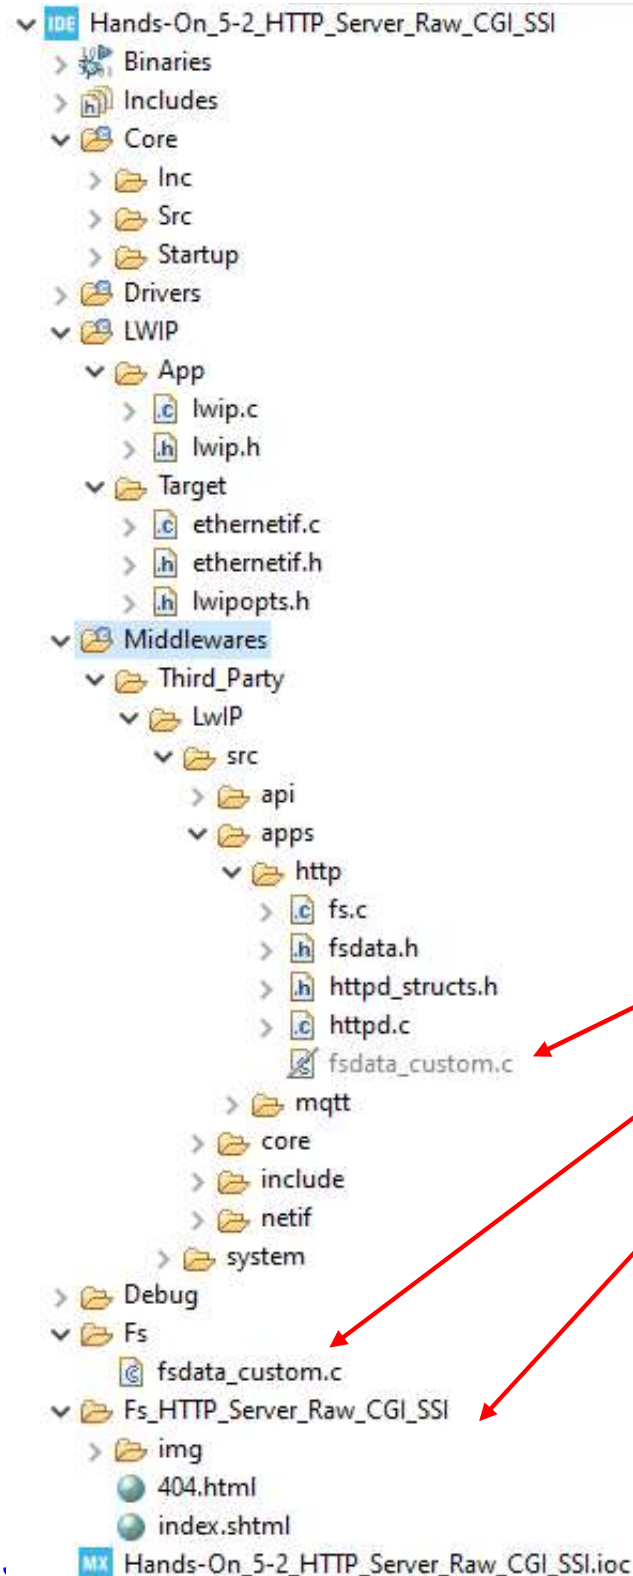 IDE Hands-On_5-2_HTTP_Server_Raw_CGI_SSI
Binaries
Includes
Core
Inc
Src
Startup
Drivers
LWIP
App
.c lwip.c
.h lwip.h
Target
.c ethernetif.c
.h ethernetif.h
.h lwipopts.h
Middlewares
Third_Party
LwIP
src
api
apps
http
.c fs.c
.h fsdata.h
.h httpd_structs.h
.c httpd.c
fsdata_custom.c
mqtt
core
include
netif
system
Debug
Fs
c fsdata_custom.c
Fs_HTTP_Server_Raw_CGI_SSI
img
404.html
index.shtml
MX Hands-On_5-2_HTTP_Server_Raw_CGI_SSI.ioc